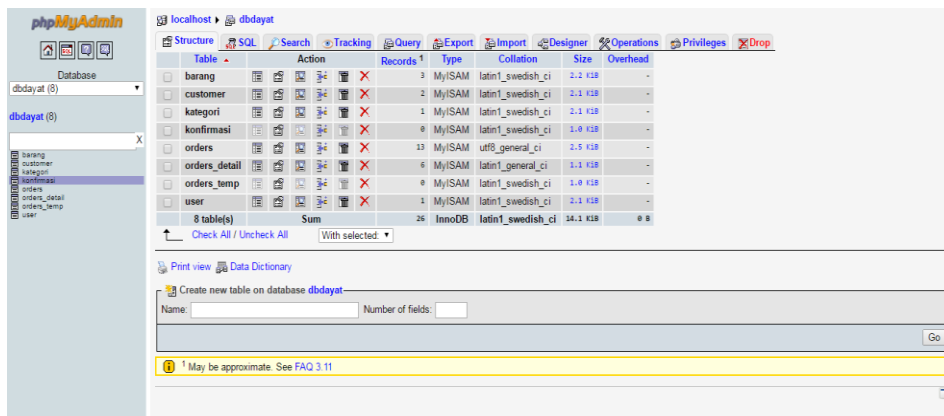 phpMyAdmin
Database
dbdayat (8)
dbdayat (8)
X
barang
customer
kategori
konfirmasi
orders
orders_detail
orders_temp
user
localhost ▸ dbdayat
Structure SQL Search Tracking Query Export Import Designer Operations Privileges Drop
Table Action Records 1 Type Collation Size Overhead
barang 3 MyISAM latin1_swedish_ci 2.2 KiB -
customer 2 MyISAM latin1_swedish_ci 2.1 KiB -
kategori 1 MyISAM latin1_swedish_ci 2.1 KiB -
konfirmasi 0 MyISAM latin1_swedish_ci 1.0 KiB -
orders 13 MyISAM utf8_general_ci 2.5 KiB -
orders_detail 6 MyISAM latin1_general_ci 1.1 KiB -
orders_temp 0 MyISAM latin1_swedish_ci 1.0 KiB -
user 1 MyISAM latin1_swedish_ci 2.1 KiB -
8 table(s) Sum 26 InnoDB latin1_swedish_ci 14.1 KiB 0 B
Check All / Uncheck All With selected:
Print view Data Dictionary
Create new table on database dbdayat
Name: Number of fields:
Go
1 May be approximate. See FAQ 3.11